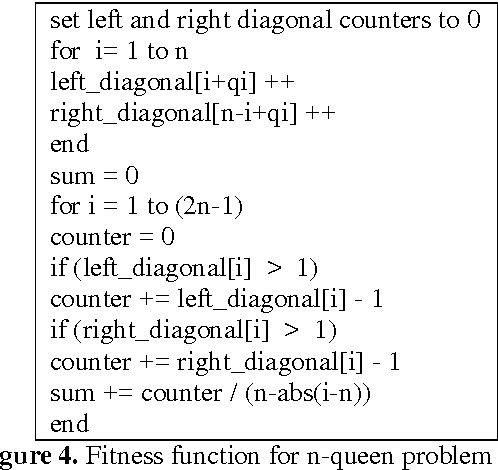 set left and right diagonal counters to 0
for i= 1 to n
left_diagonal[i+qi] ++
right_diagonal[n-i+qi] ++
end
sum = 0
for i = 1 to (2n-1)
counter = 0
if (left_diagonal[i] > 1)
counter += left_diagonal[i] - 1
if (right_diagonal[i] > 1)
counter += right_diagonal[i] - 1
sum += counter / (n-abs(i-n))
end
gure 4. Fitness function for n-queen problem